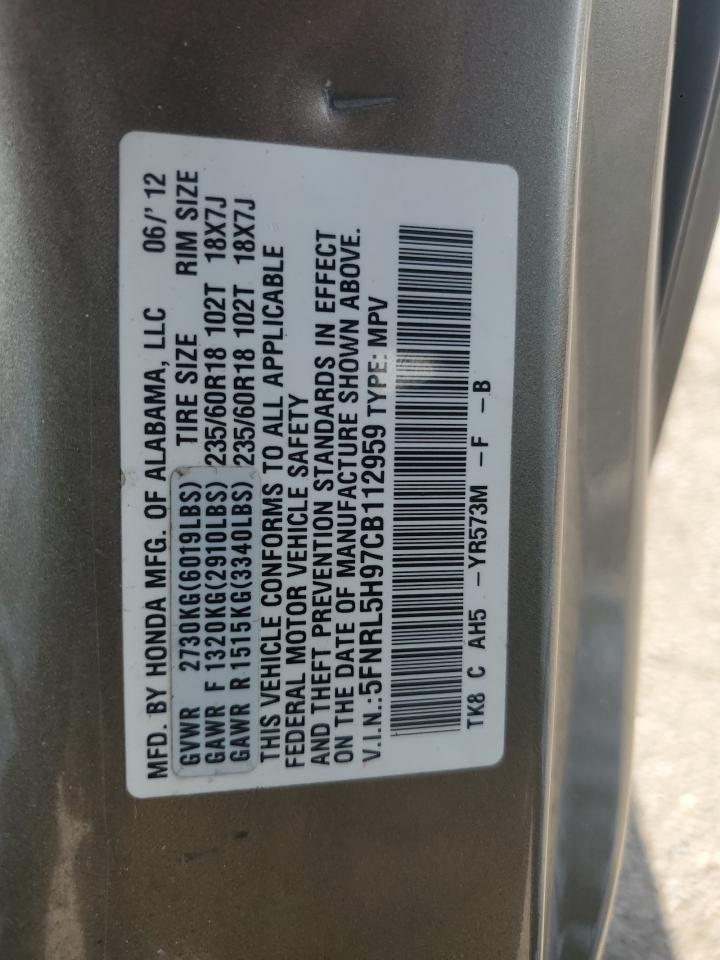 MFD. BY HONDA MFG. OF ALABAMA, LLC 06/' 12
GVWR 2730KG(6019LBS) TIRE SIZE RIM SIZE
GAWR F 1320KG(2910LBS) 235/60R18 102T 18X7J
GAWR R 1515KG(3340LBS) 235/60R18 102T 18X7J
THIS VEHICLE CONFORMS TO ALL APPLICABLE
FEDERAL MOTOR VEHICLE SAFETY
AND THEFT PREVENTION STANDARDS IN EFFECT
ON THE DATE OF MANUFACTURE SHOWN ABOVE.
V.I.N.:5FNRL5H97CB112959 TYPE: MPV
TK8 C AH5 -YR573M -F -B